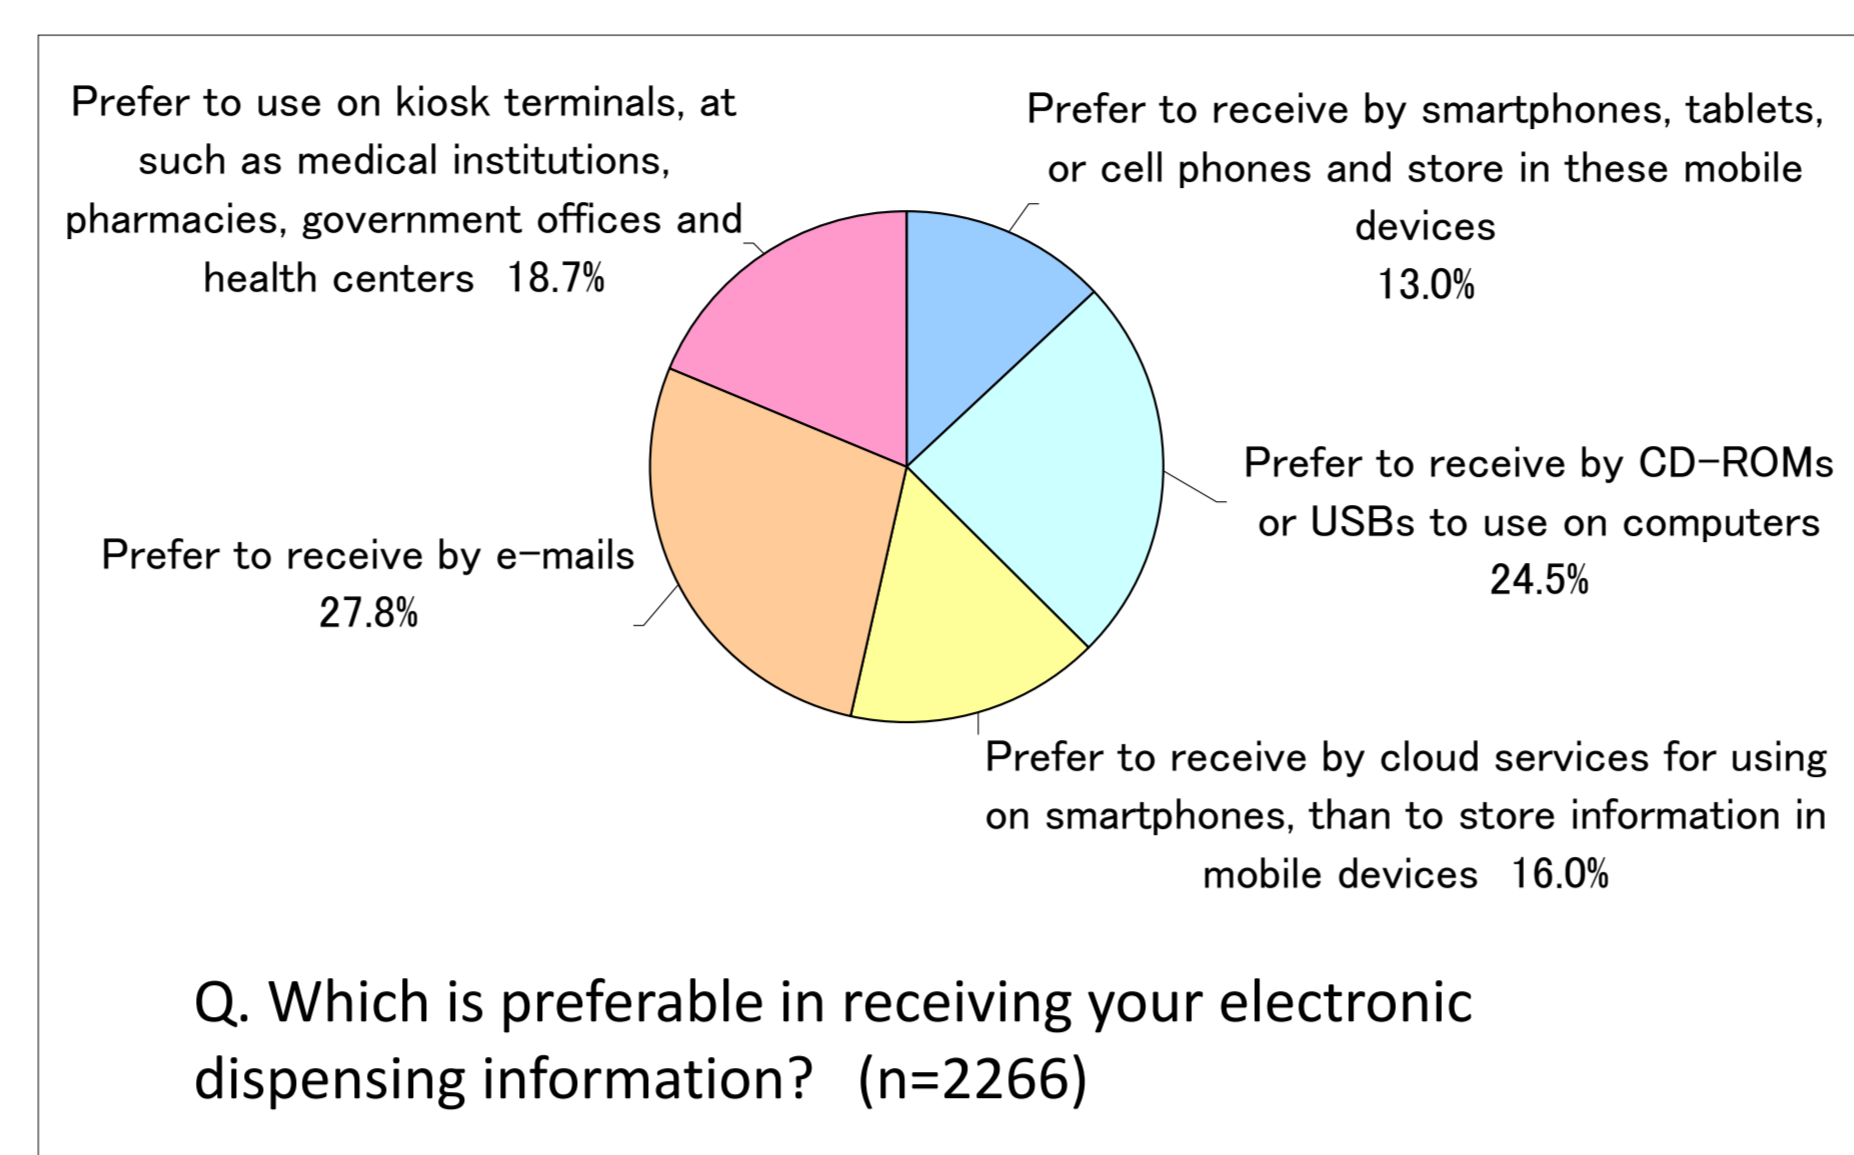 Prefer to use on kiosk terminals, at
such as medical institutions,
pharmacies, government offices and
health centers 18.7%
Prefer to receive by smartphones, tablets,
or cell phones and store in these mobile
devices
13.0%
Prefer to receive by CD-ROMs
or USBs to use on computers
24.5%
Prefer to receive by e-mails
27.8%
Prefer to receive by cloud services for using
on smartphones, than to store information in
mobile devices 16.0%
Q. Which is preferable in receiving your electronic
dispensing information? (n=2266)